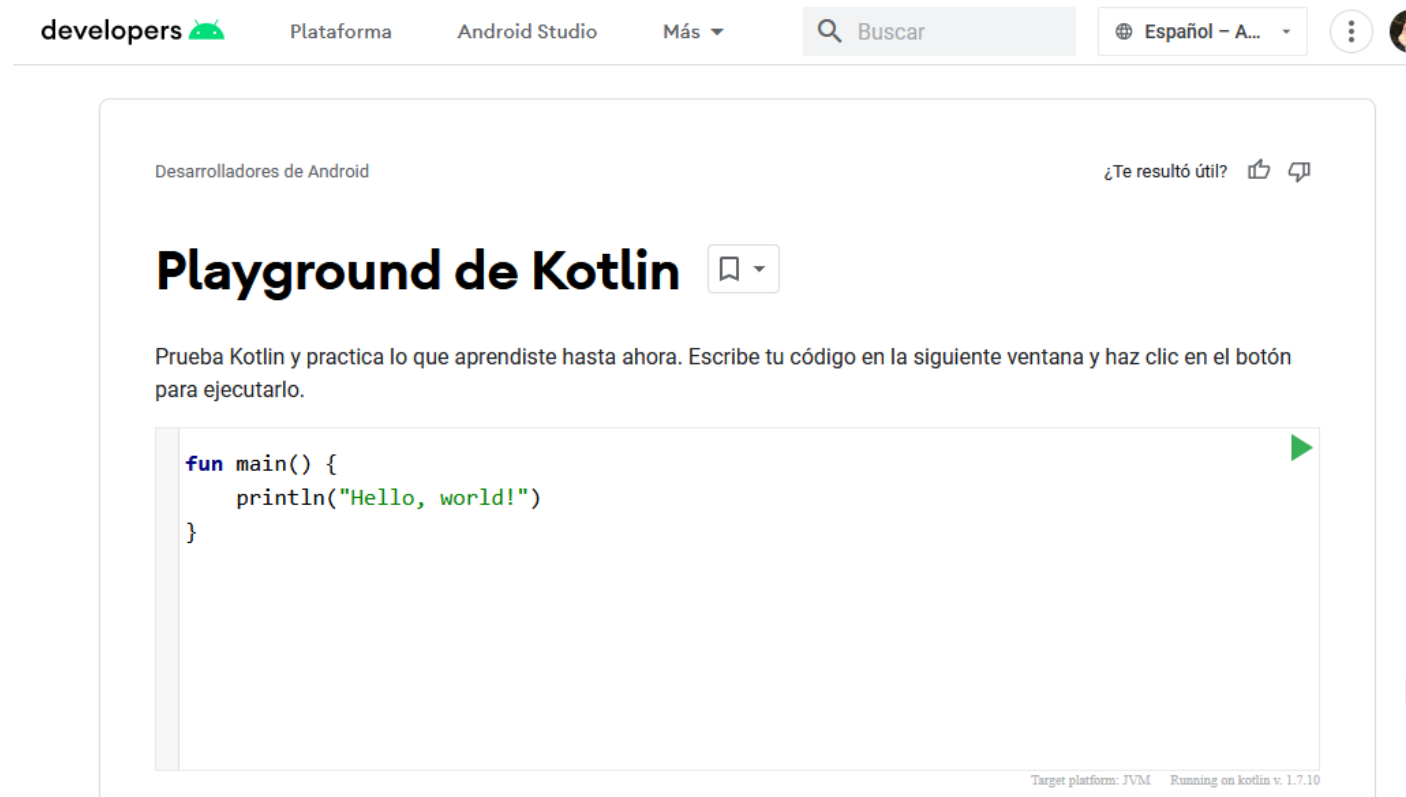 developers Plataforma Android Studio Más Buscar Español – A...
Desarrolladores de Android ¿Te resultó útil?
Playground de Kotlin
Prueba Kotlin y practica lo que aprendiste hasta ahora. Escribe tu código en la siguiente ventana y haz clic en el botón
para ejecutarlo.
fun main() {
    println("Hello, world!")
}
Target platform: JVM Running on kotlin v. 1.7.10